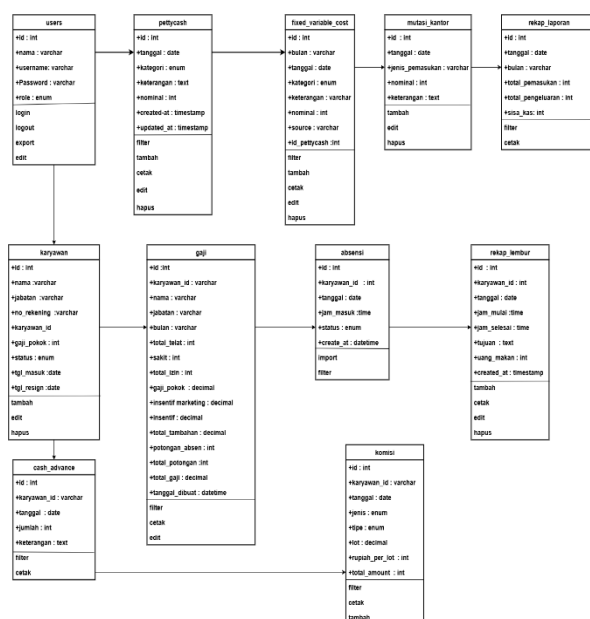 users
+id : int
+nama : varchar
+username: varchar
+Password : varchar
+role : enum
login
logout
export
edit
pettycash
+id : int
+tanggal : date
+kategori : enum
+keterangan : text
+nominal : int
+created-at : timestamp
+updated_at : timestamp
filter
tambah
cetak
edit
hapus
fixed_variable_cost
+id : int
+bulan : varchar
+tanggal : date
+kategori : enum
+keterangan : varchar
+nominal : int
+source : varchar
+id_pettycash :int
filter
tambah
cetak
edit
hapus
mutasi_kantor
+id : int
+tanggal : date
+jenis_pemasukan : varchar
+nominal : int
+keterangan : text
tambah
edit
hapus
rekap_laporan
+id : int
+tanggal : date
+bulan : varchar
+total_pemasukan : int
+total_pengeluaran : int
+sisa_kas: int
filter
cetak
karyawan
+id : int
+nama :varchar
+jabatan :varchar
+no_rekening :varchar
+karyawan_id
+gaji_pokok : int
+status : enum
+tgl_masuk :date
+tgl_resign :date
tambah
edit
hapus
gaji
+id :int
+karyawan_id : varchar
+nama : varchar
+jabatan : varchar
+bulan : varchar
+total_telat : int
+sakit : int
+total_izin : int
+gaji_pokok : decimal
+insentif marketing : decimal
+insentif : decimal
+total_tambahan : decimal
+potongan_absen : int
+total_potongan :int
+total_gaji : decimal
+tanggal_dibuat : datetime
filter
cetak
edit
absensi
+id : int
+karyawan_id : int
+tanggal : date
+jam_masuk :time
+status : enum
+create_at : datetime
import
filter
rekap_lembur
+id : int
+karyawan_id : int
+tanggal : date
+jam_mulai :time
+jam_selesai : time
+tujuan : text
+uang_makan : int
+created_at : timestamp
tambah
cetak
edit
hapus
cash_advance
+id : int
+karyawan_id : varchar
+tanggal : date
+jumlah : int
+keterangan : text
filter
cetak
komisi
+id : int
+karyawan_id : varchar
+tanggal : date
+jenis : enum
+tipe : enum
+lot : decimal
+rupiah_per_lot : int
+total_amount : int
filter
cetak
tambah